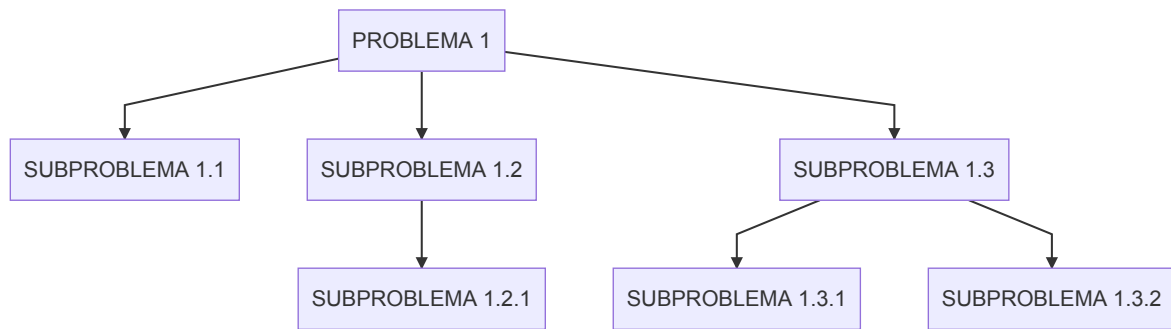 PROBLEMA 1
SUBPROBLEMA 1.1
SUBPROBLEMA 1.2
SUBPROBLEMA 1.3
SUBPROBLEMA 1.2.1
SUBPROBLEMA 1.3.1
SUBPROBLEMA 1.3.2